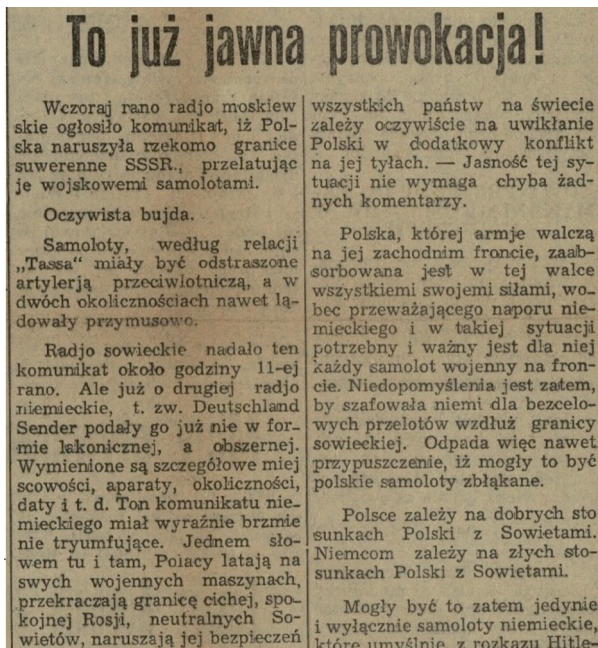 To już jawna prowokacja!
Wczoraj rano radjo moskiew
skie ogłosiło komunikat, iż Pol-
ska naruszyła rzekomo granice
suwerenne SSSR., przelatując
je wojskowemi samolotami.
Oczywista bujda.
Samoloty, według relacji
„Tassa” miały być odstraszone
artylerją przeciwlotniczą, a w
dwóch okolicznościach nawet lą-
dowały przymusowo.
Radjo sowieckie nadało ten
komunikat około godziny 11-ej
rano. Ale już o drugiej radjo
niemieckie, t. zw. Deutschland
Sender podały go już nie w for-
mie lakonicznej, a obszernej.
Wymienione są szczegółowe miej
scowości, aparaty, okoliczności,
daty i t. d. Ton komunikatu nie-
mieckiego miał wyraźnie brzmie
nie tryumfujące. Jednem sło-
wem tu i tam, Polacy latają na
swych wojennych maszynach,
przekraczają granicę cichej, spo-
kojnej Rosji, neutralnych So-
wietów, naruszają jej bezpieczeń
wszystkich państw na świecie
zależy oczywiście na uwikłanie
Polski w dodatkowy konflikt
na jej tyłach. — Jasność tej sy-
tuacji nie wymaga chyba żad-
nych komentarzy.
Polska, której armje walczą
na jej zachodnim froncie, zaab-
sorbowana jest w tej walce
wszystkiemi swojemi siłami, wo-
bec przeważającego naporu nie-
mieckiego i w takiej sytuacji
potrzebny i ważny jest dla niej
każdy samolot wojenny na fron-
cie. Niedopomyślenia jest zatem,
by szafowała niemi dla bezcelo-
wych przelotów wzdłuż granicy
sowieckiej. Odpada więc nawet
przypuszczenie, iż mogły to być
polskie samoloty zbłąkane.
Polsce zależy na dobrych sto
sunkach Polski z Sowietami.
Niemcom zależy na złych sto-
sunkach Polski z Sowietami.
Mogły być to zatem jedynie
i wyłącznie samoloty niemieckie,
które umyślnie z rozkazu Hitle-